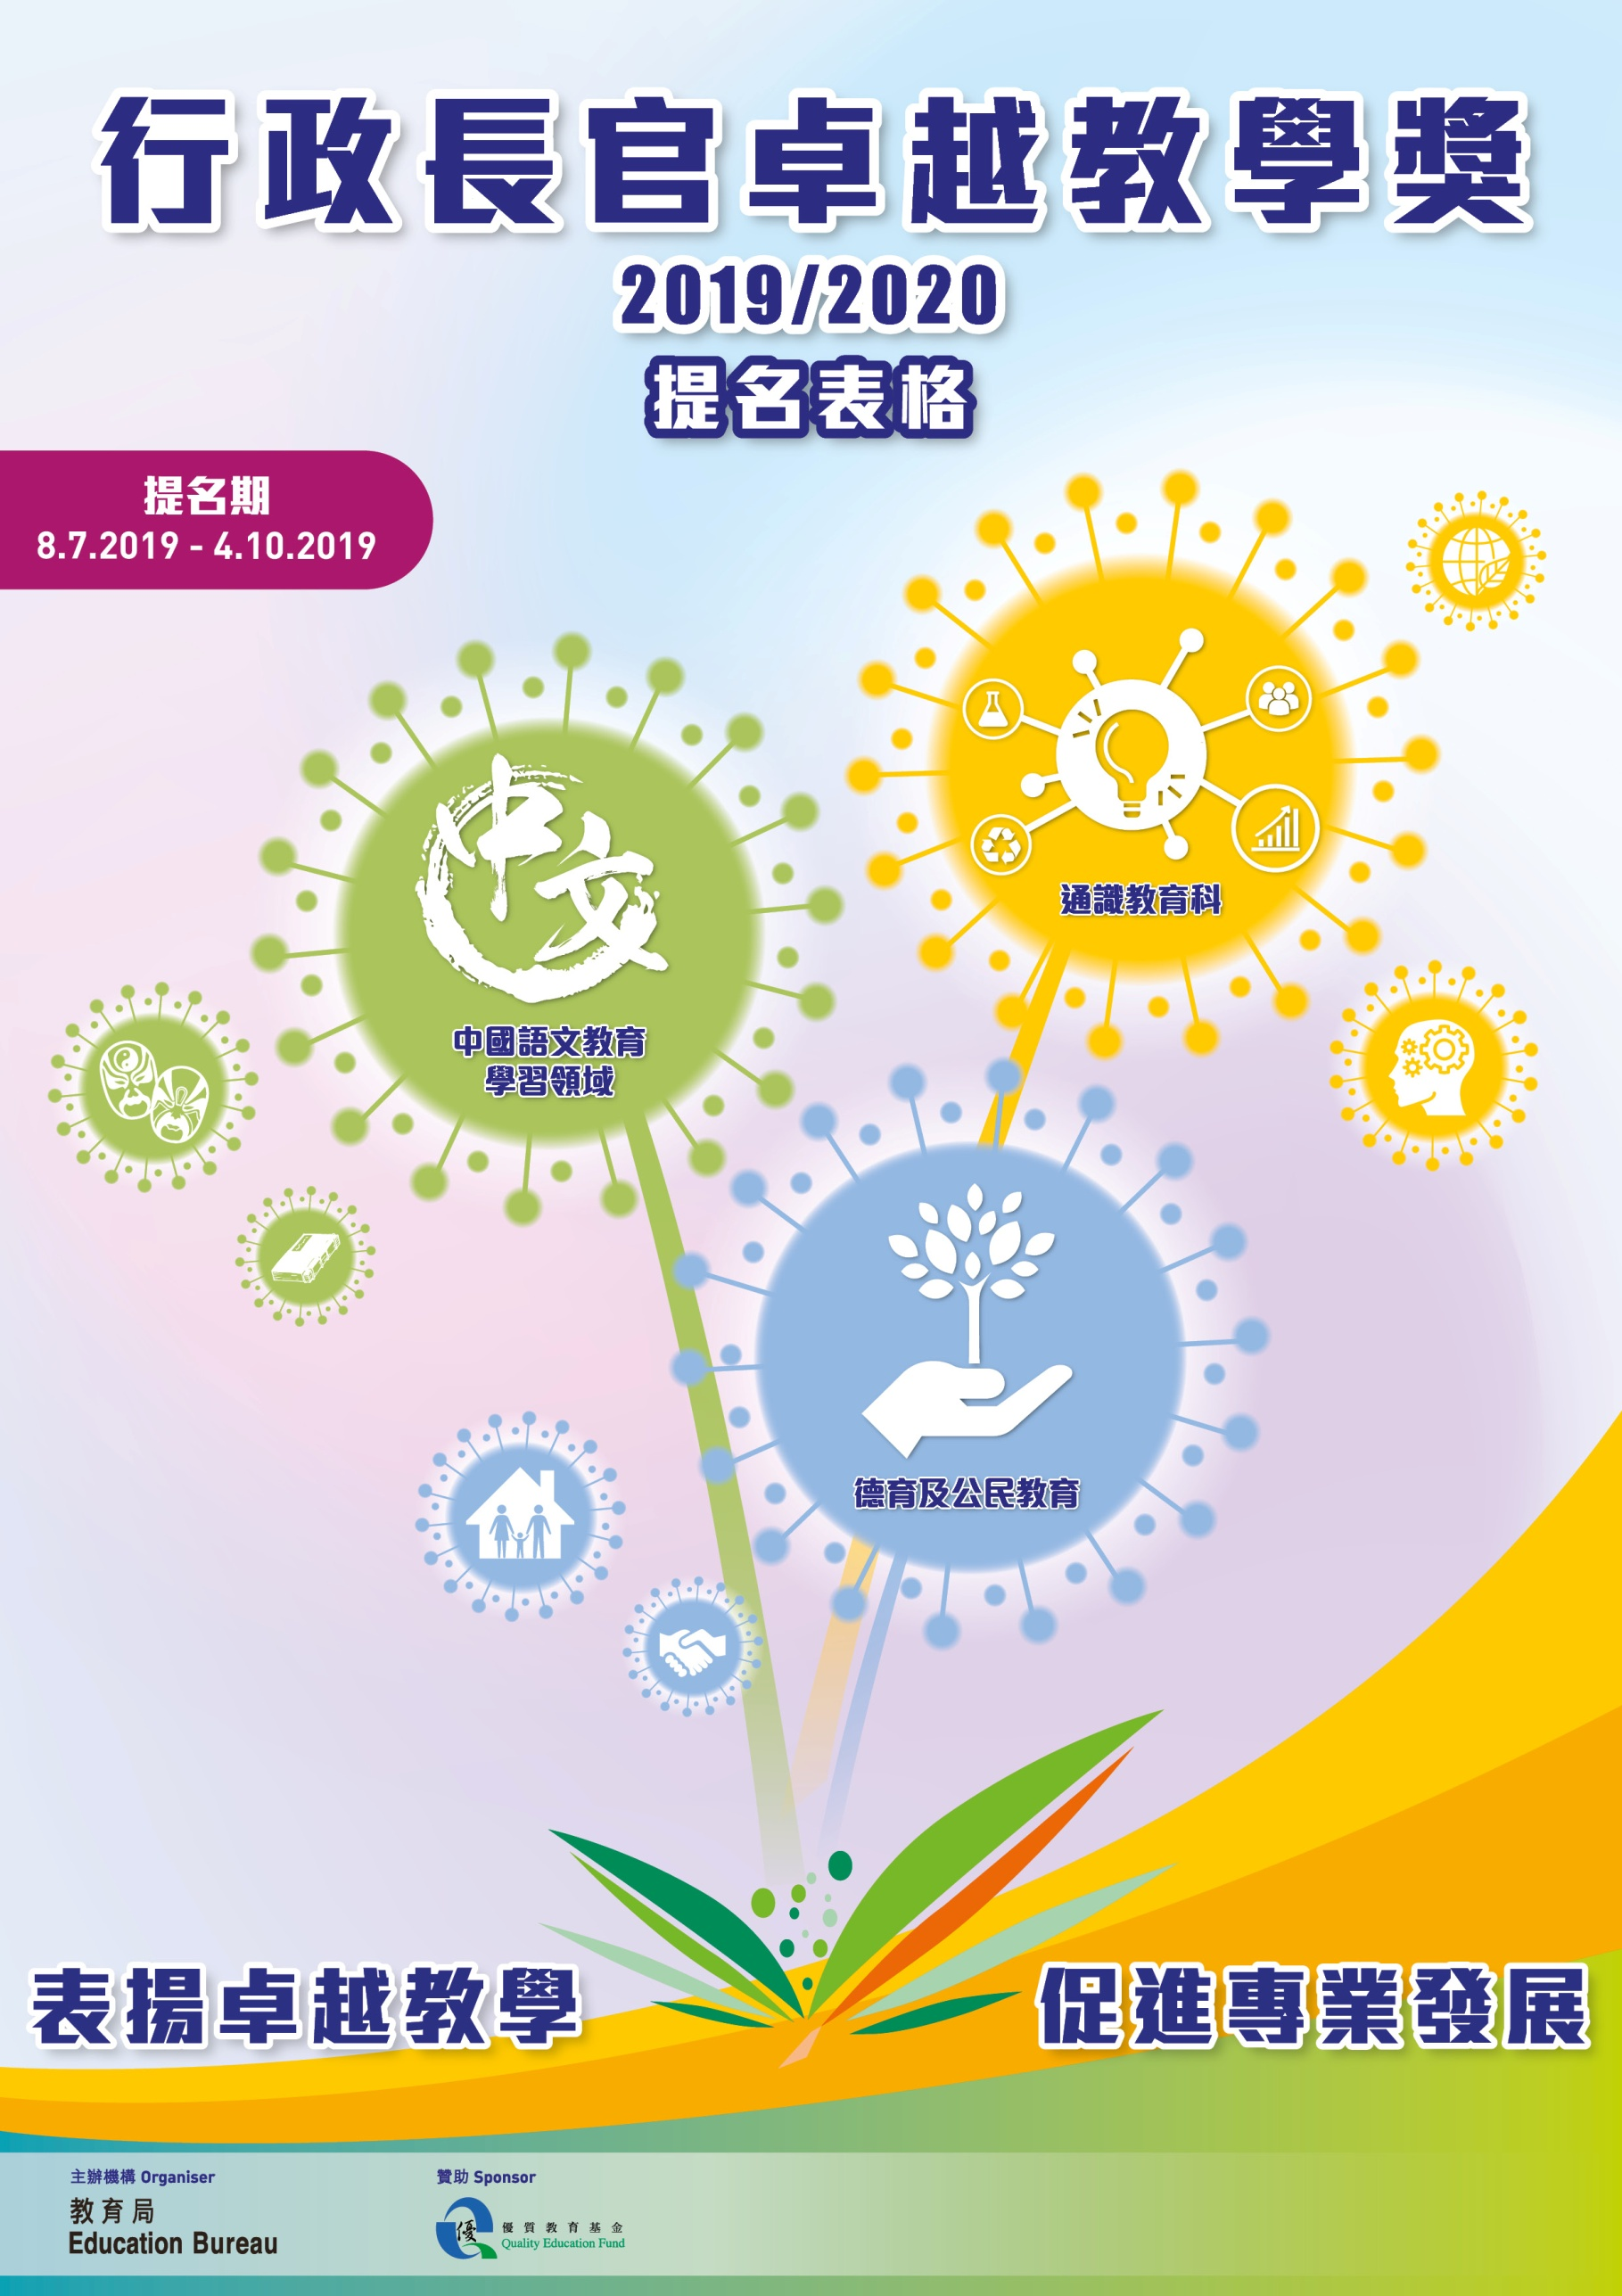 行政長官卓越教學獎
2019/2020
提名表格
提名期
8.7.2019 - 4.10.2019
中文
中國語文教育
學習領域
通識教育科
德育及公民教育
表揚卓越教學
促進專業發展
主辦機構 Organiser
教育局
Education Bureau
贊助 Sponsor
優
優質教育基金
Quality Education Fund